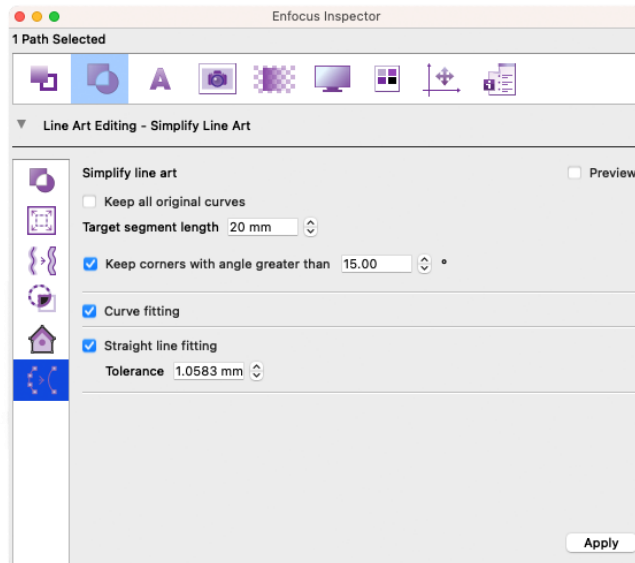 Enfocus Inspector
1 Path Selected
A
Line Art Editing - Simplify Line Art
Simplify line art
Preview
Keep all original curves
Target segment length 20 mm
Keep corners with angle greater than 15.00 °
Curve fitting
Straight line fitting
Tolerance 1.0583 mm
Apply